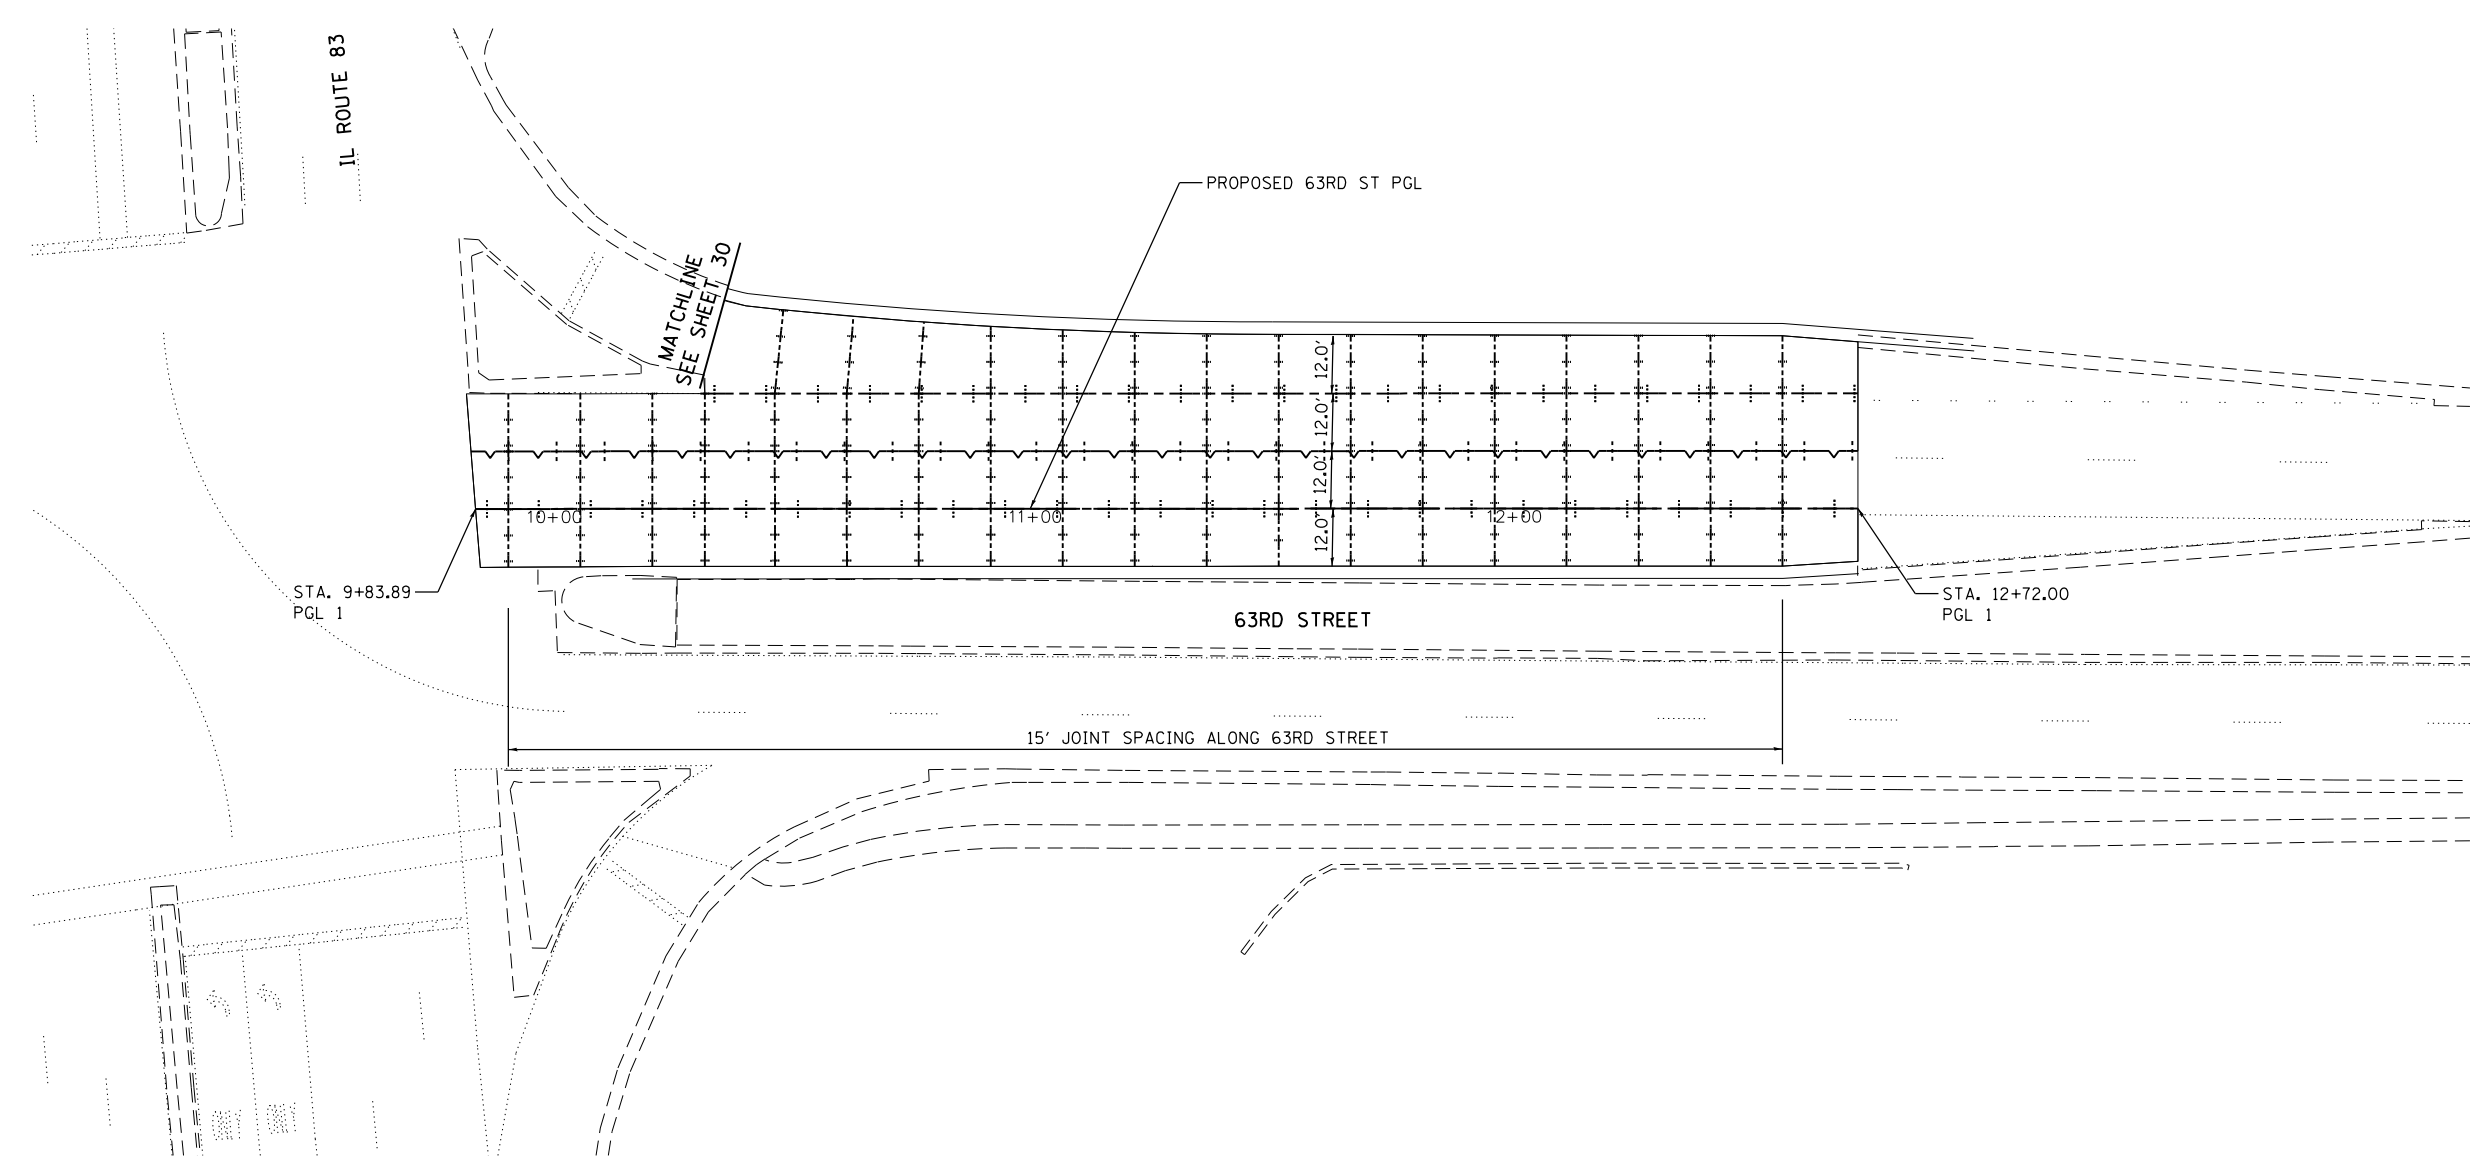 IL ROUTE 83
PROPOSED 63RD ST PGL
MATCHLINE
SEE SHEET 30
12.0'
12.0'
12.0'
12.0'
10+00
11+00
12+00
STA. 9+83.89
PGL 1
STA. 12+72.00
PGL 1
63RD STREET
15' JOINT SPACING ALONG 63RD STREET